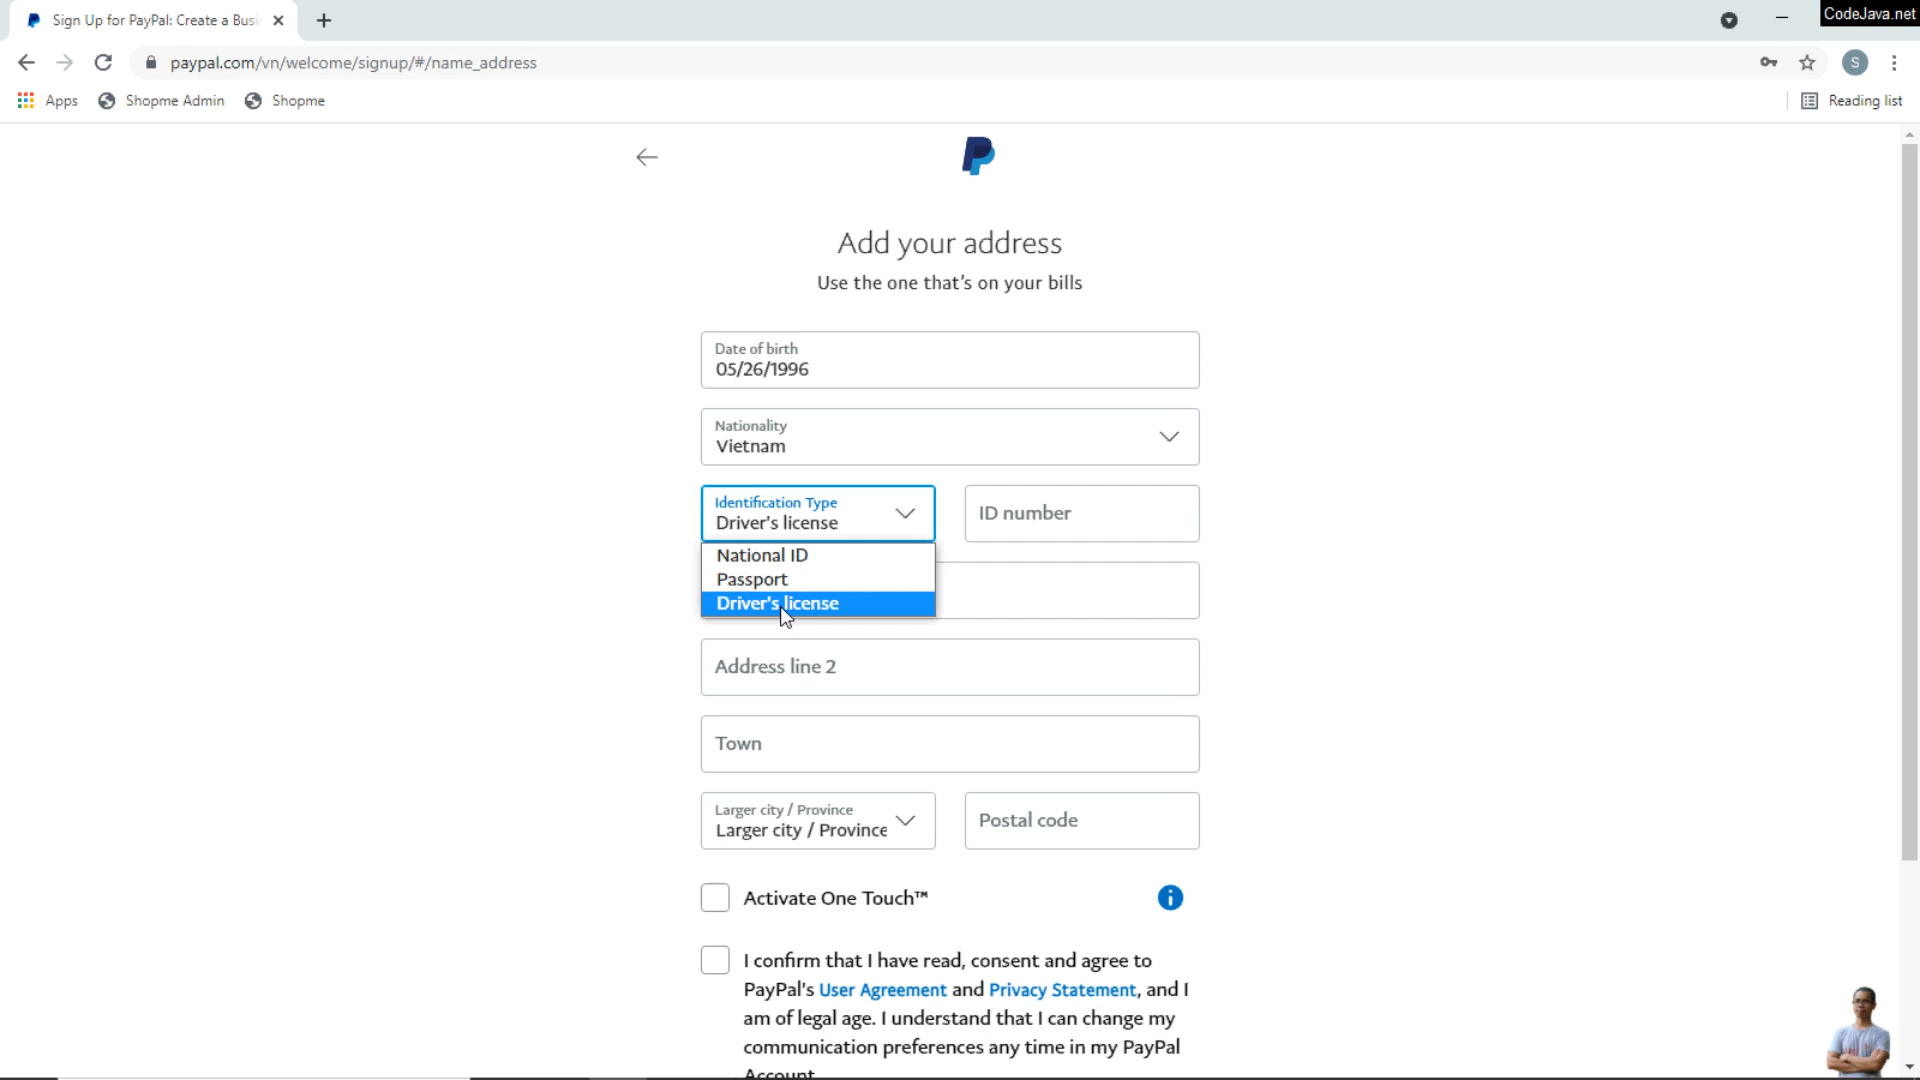 Sign Up for PayPal: Create a Busi
CodeJava.net
paypal.com/vn/welcome/signup/#/name_address
S
Apps
Shopme Admin
Shopme
Reading list
Add your address
Use the one that's on your bills
Date of birth
05/26/1996
Nationality
Vietnam
Identification Type
Driver's license
ID number
National ID
Passport
Driver's license
Address line 2
Town
Larger city / Province
Larger city / Province
Postal code
Activate One Touch™
I confirm that I have read, consent and agree to
PayPal's User Agreement and Privacy Statement, and I
am of legal age. I understand that I can change my
communication preferences any time in my PayPal
Account